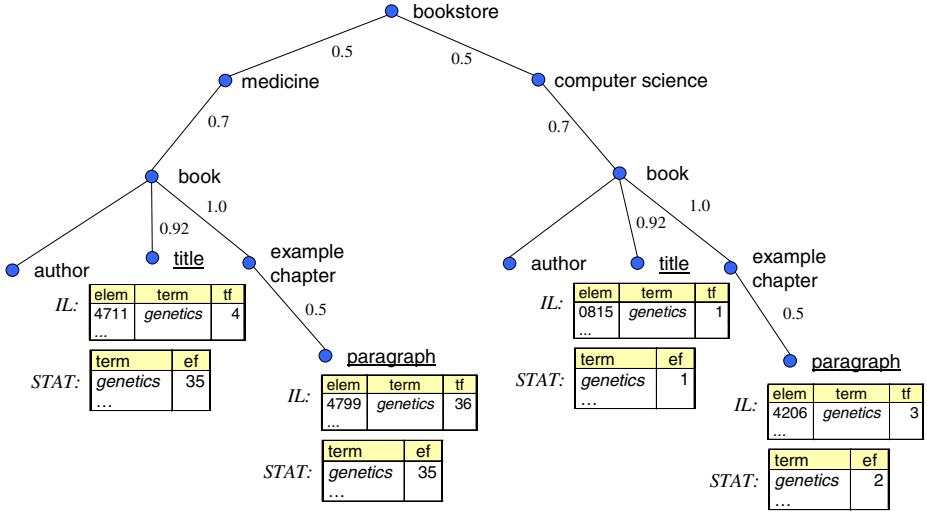 bookstore
0.5
0.5
medicine
computer science
0.7
0.7
book
book
1.0
1.0
0.92
0.92
author
title
example
chapter
author
title
example
chapter
IL:
elem term tf
4711 genetics 4
...
0.5
IL:
elem term tf
0815 genetics 1
...
0.5
STAT:
term ef
genetics 35
...
paragraph
STAT:
term ef
genetics 1
...
paragraph
IL:
elem term tf
4799 genetics 36
...
IL:
elem term tf
4206 genetics 3
...
STAT:
term ef
genetics 35
...
STAT:
term ef
genetics 2
...